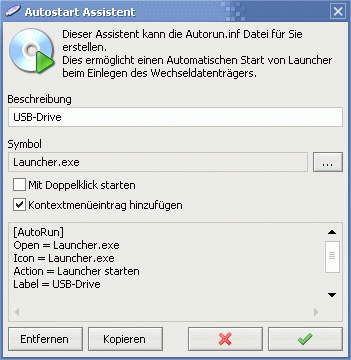 Autostart Assistent
Dieser Assistent kann die Autorun.inf Datei für Sie
erstellen.
Dies ermöglicht einen Automatischen Start von Launcher
beim Einlegen des Wechseldatenträgers.
Beschreibung
USB-Drive
Symbol
Launcher.exe
...
Mit Doppelklick starten
Kontextmenüeintrag hinzufügen
[AutoRun]
Open = Launcher.exe
Icon = Launcher.exe
Action = Launcher starten
Label = USB-Drive
Entfernen
Kopieren